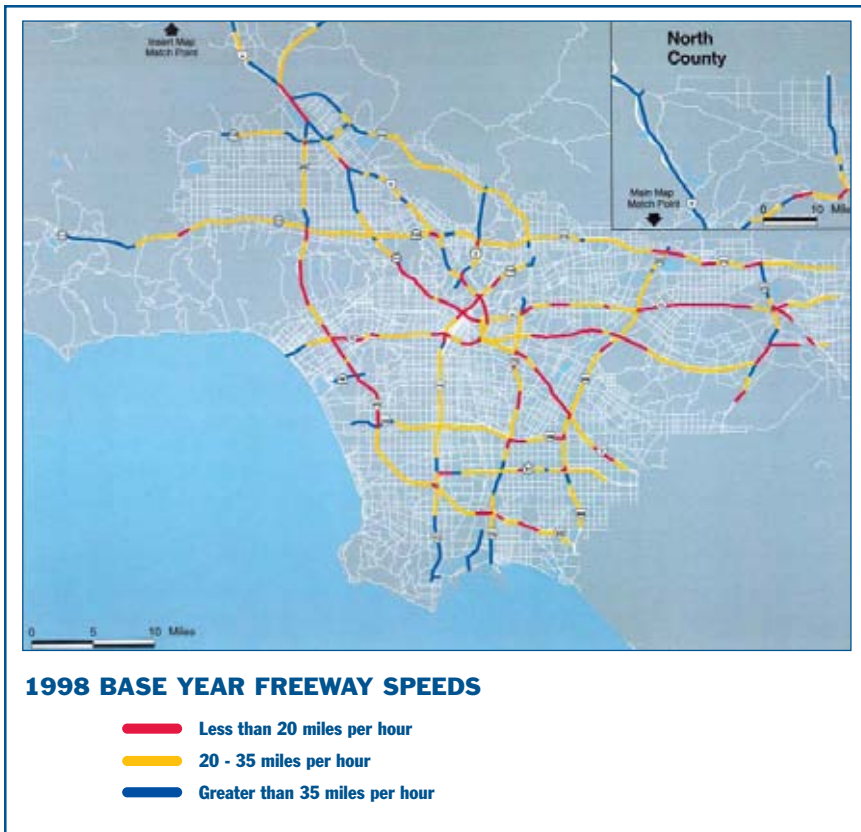 Insert Map
Match Point
North
County
Main Map
Match Point
0 10 Miles
0 5 10 Miles
1998 BASE YEAR FREEWAY SPEEDS
Less than 20 miles per hour
20 - 35 miles per hour
Greater than 35 miles per hour